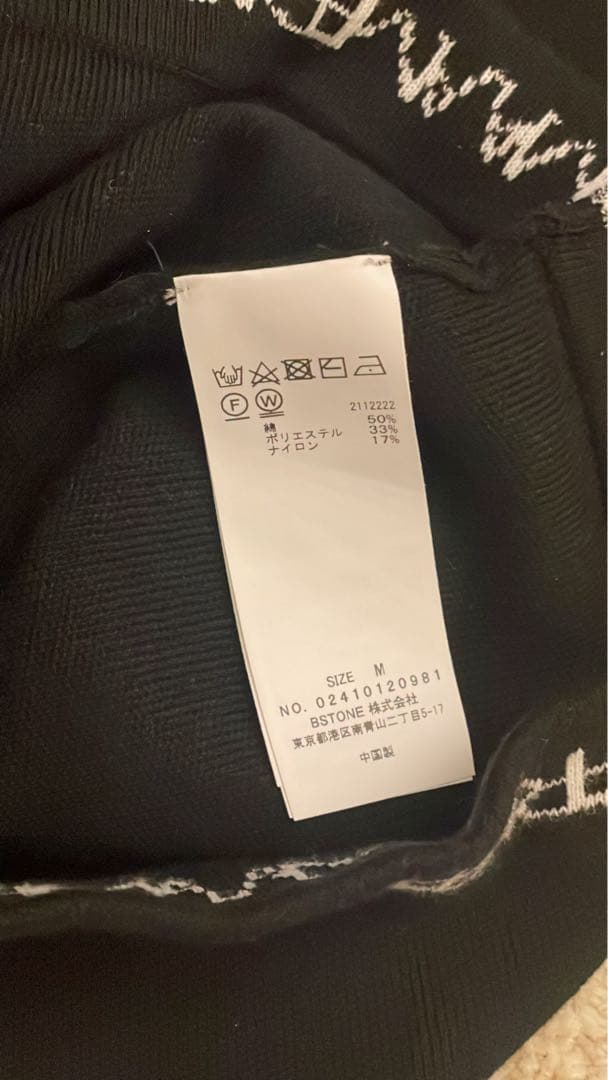 F W
2112222
綿 50%
ポリエステル 33%
ナイロン 17%
SIZE M
NO. 02410120981
BSTONE 株式会社
東京都港区南青山二丁目5-17
中国製